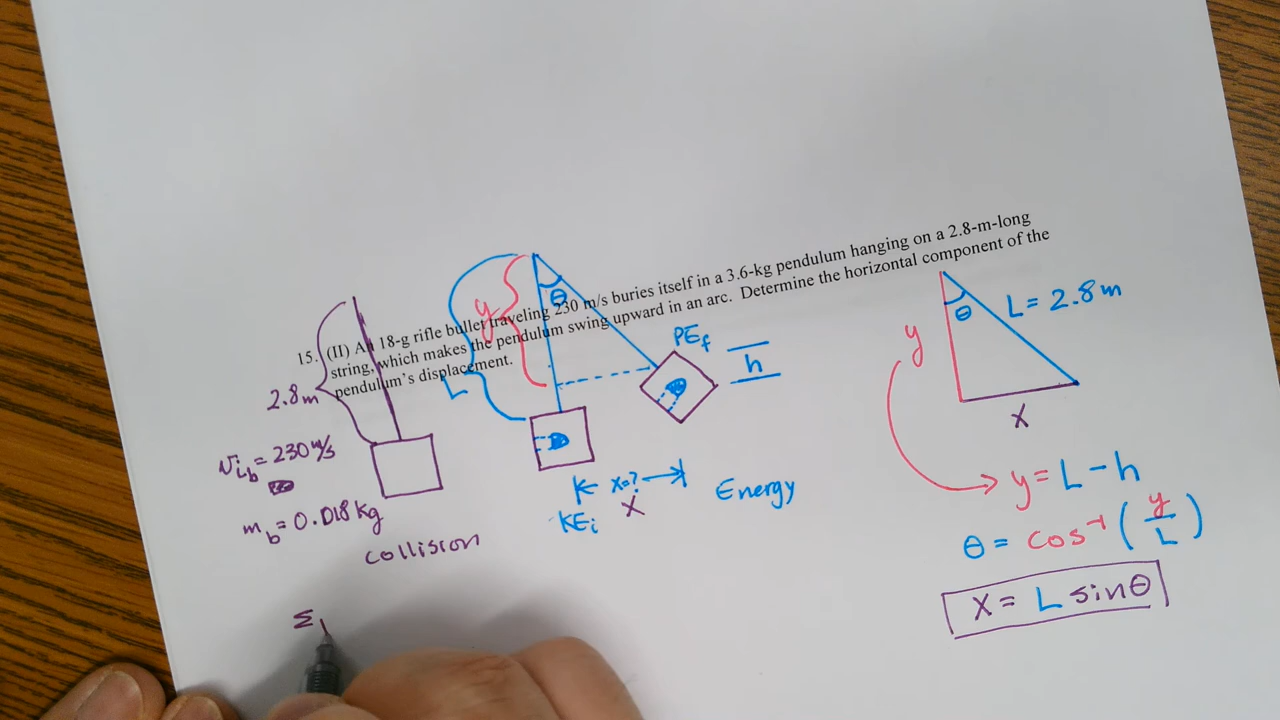 15. (II) An 18-g rifle bullet traveling 230 m/s buries itself in a 3.6-kg pendulum hanging on a 2.8-m-long
string, which makes the pendulum swing upward in an arc. Determine the horizontal component of the
pendulum's displacement.
2.8m
v_ib = 230 m/s
m_b = 0.018 kg
collision
Σ
L
y
θ
PE_f
h
x=?
X
KE_i
Energy
θ
L = 2.8m
y
X
y = L - h
θ = cos⁻¹ (y/L)
X = L sinθ